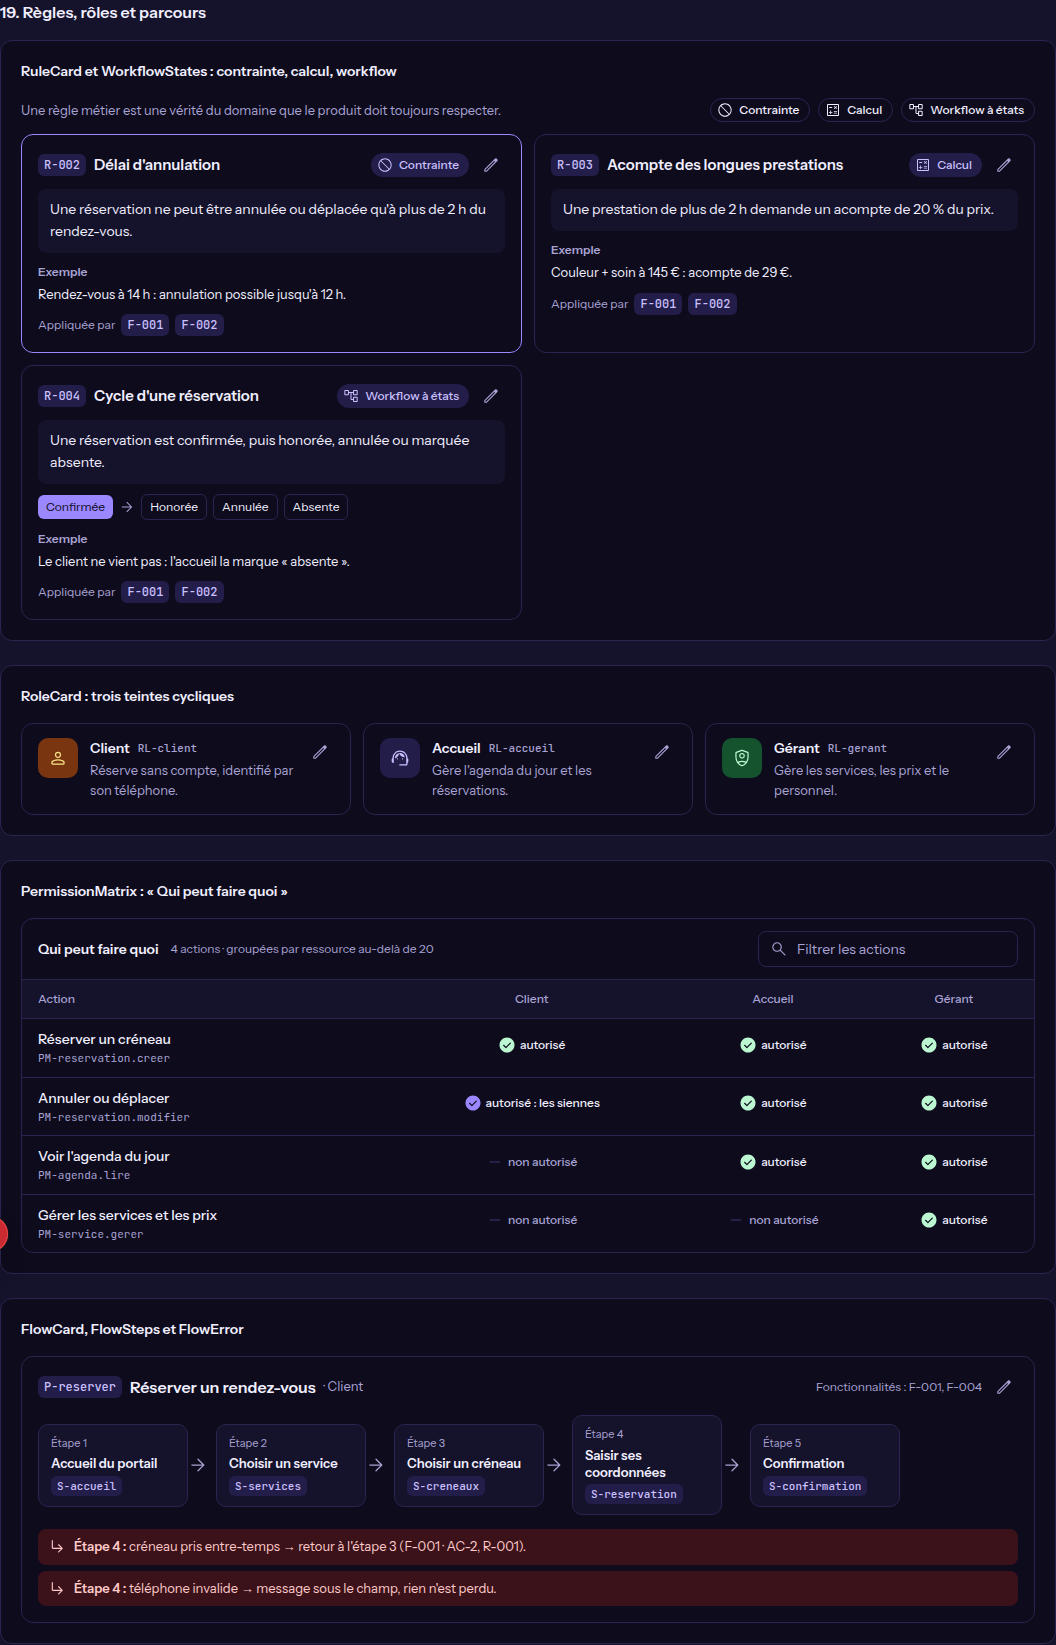 19. Règles, rôles et parcours
RuleCard et WorkflowStates : contrainte, calcul, workflow
Une règle métier est une vérité du domaine que le produit doit toujours respecter.
Contrainte
Calcul
Workflow à états
R-002 Délai d'annulation
Contrainte
Une réservation ne peut être annulée ou déplacée qu'à plus de 2 h du
rendez-vous.
Exemple
Rendez-vous à 14 h : annulation possible jusqu'à 12 h.
Appliquée par F-001 F-002
R-003 Acompte des longues prestations
Calcul
Une prestation de plus de 2 h demande un acompte de 20 % du prix.
Exemple
Couleur + soin à 145 € : acompte de 29 €.
Appliquée par F-001 F-002
R-004 Cycle d'une réservation
Workflow à états
Une réservation est confirmée, puis honorée, annulée ou marquée
absente.
Confirmée → Honorée Annulée Absente
Exemple
Le client ne vient pas : l'accueil la marque « absente ».
Appliquée par F-001 F-002
RoleCard : trois teintes cycliques
Client RL-client
Réserve sans compte, identifié par
son téléphone.
Accueil RL-accueil
Gère l'agenda du jour et les
réservations.
Gérant RL-gerant
Gère les services, les prix et le
personnel.
PermissionMatrix : « Qui peut faire quoi »
Qui peut faire quoi 4 actions · groupées par ressource au-delà de 20
Filtrer les actions
Action Client Accueil Gérant
Réserver un créneau
PM-reservation.creer
autorisé autorisé autorisé
Annuler ou déplacer
PM-reservation.modifier
autorisé : les siennes autorisé autorisé
Voir l'agenda du jour
PM-agenda.lire
— non autorisé autorisé autorisé
Gérer les services et les prix
PM-service.gerer
— non autorisé — non autorisé autorisé
FlowCard, FlowSteps et FlowError
P-reserver Réserver un rendez-vous · Client
Fonctionnalités : F-001, F-004
Étape 1
Accueil du portail
S-accueil
→
Étape 2
Choisir un service
S-services
→
Étape 3
Choisir un créneau
S-creneaux
→
Étape 4
Saisir ses
coordonnées
S-reservation
→
Étape 5
Confirmation
S-confirmation
Étape 4 : créneau pris entre-temps → retour à l'étape 3 (F-001 · AC-2, R-001).
Étape 4 : téléphone invalide → message sous le champ, rien n'est perdu.